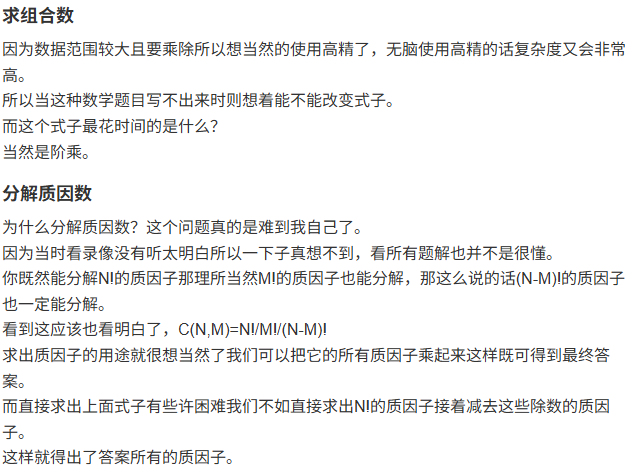 求组合数
因为数据范围较大且要乘除所以想当然的使用高精了，无脑使用高精的话复杂度又会非常
高。
所以当这种数学题目写不出来时则想着能不能改变式子。
而这个式子最花时间的是什么？
当然是阶乘。
分解质因数
为什么分解质因数？这个问题真的是难到我自己了。
因为当时看录像没有听太明白所以一下子真想不到，看所有题解也并不是很懂。
你既然能分解N!的质因子那理所当然M!的质因子也能分解，那这么说的话(N-M)!的质因子
也一定能分解。
看到这应该也看明白了，C(N,M)=N!/M!/(N-M)!
求出质因子的用途就很想当然了我们可以把它的所有质因子乘起来这样既可得到最终答
案。
而直接求出上面式子有些许困难我们不如直接求出N!的质因子接着减去这些除数的质因
子。
这样就得出了答案所有的质因子。